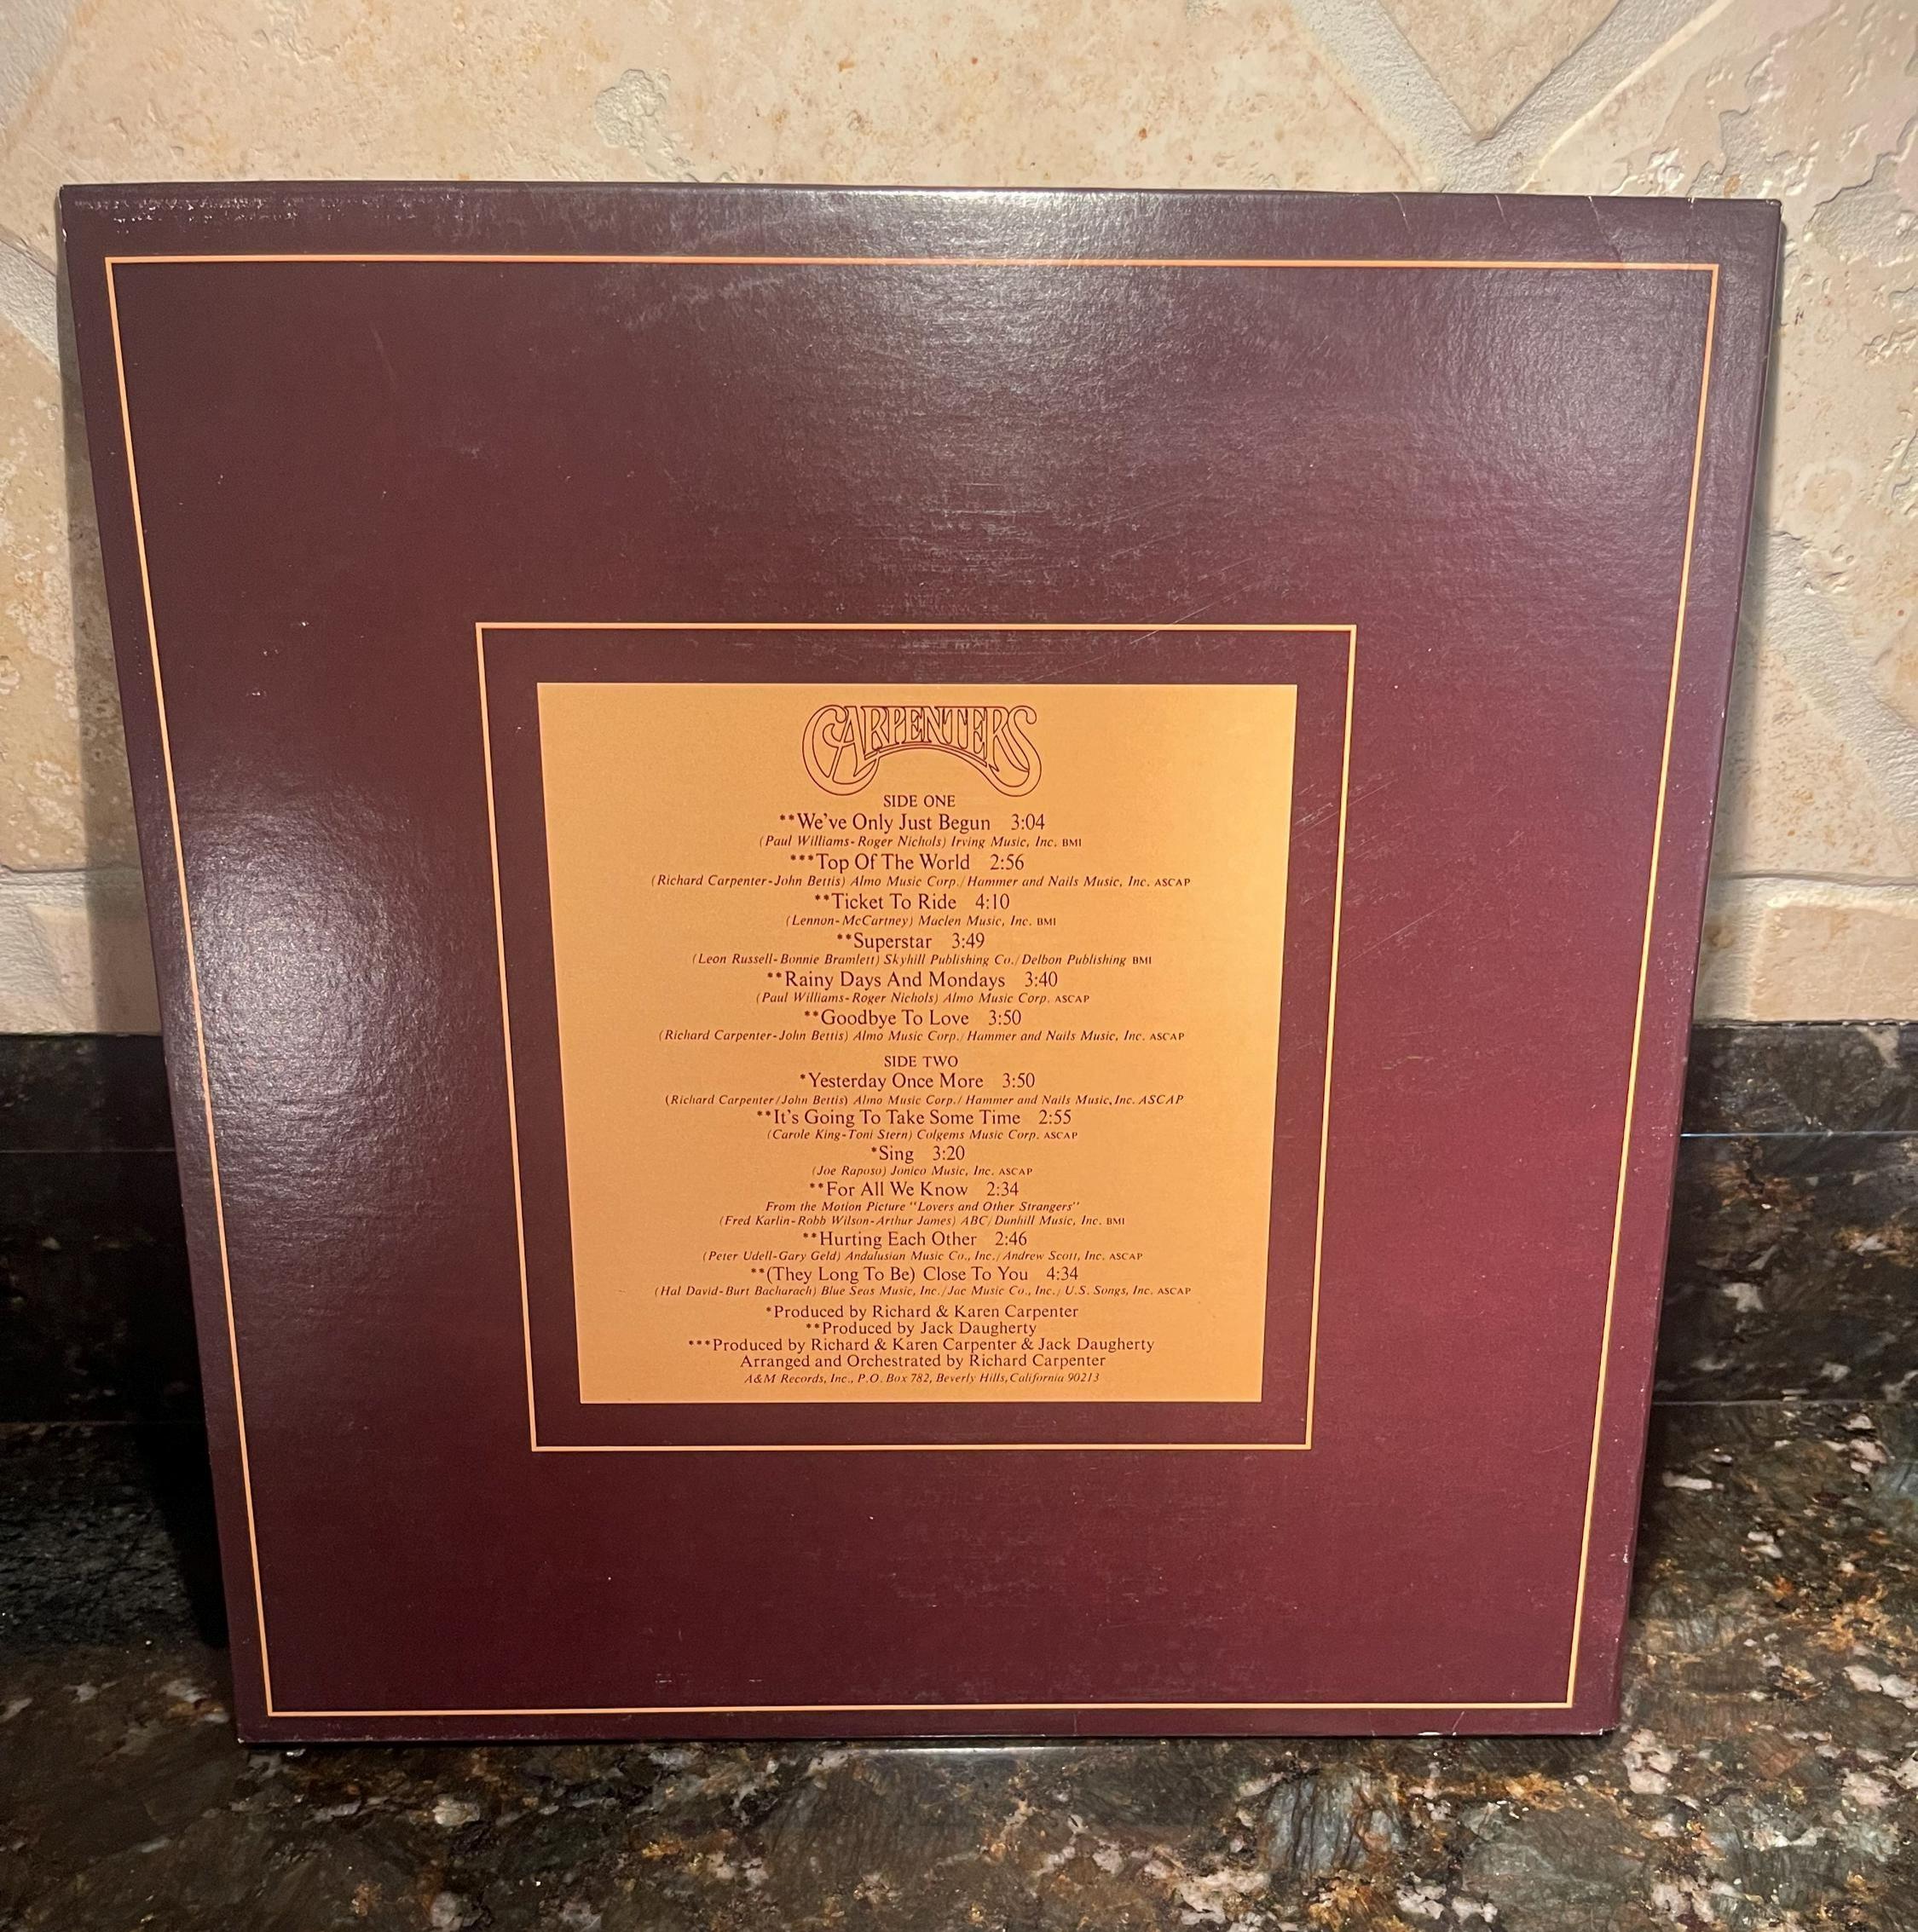 CARPENTERS
SIDE ONE
**We've Only Just Begun 3:04
(Paul Williams-Roger Nichols) Irving Music, Inc. BMI
***Top Of The World 2:56
(Richard Carpenter-John Bettis) Almo Music Corp./Hammer and Nails Music, Inc. ASCAP
**Ticket To Ride 4:10
(Lennon-McCartney) Maclen Music, Inc. BMI
**Superstar 3:49
(Leon Russell-Bonnie Bramlett) Skyhill Publishing Co./Delbon Publishing BMI
**Rainy Days And Mondays 3:40
(Paul Williams-Roger Nichols) Almo Music Corp. ASCAP
**Goodbye To Love 3:50
(Richard Carpenter-John Bettis) Almo Music Corp./Hammer and Nails Music, Inc. ASCAP
SIDE TWO
*Yesterday Once More 3:50
(Richard Carpenter/John Bettis) Almo Music Corp./Hammer and Nails Music, Inc. ASCAP
**It's Going To Take Some Time 2:55
(Carole King-Toni Stern) Colgems Music Corp. ASCAP
*Sing 3:20
(Joe Raposo) Jonico Music, Inc. ASCAP
**For All We Know 2:34
From the Motion Picture "Lovers and Other Strangers"
(Fred Karlin-Robb Wilson-Arthur James) ABC/Dunhill Music, Inc. BMI
**Hurting Each Other 2:46
(Peter Udell-Gary Geld) Andalusian Music Co., Inc./Andrew Scott, Inc. ASCAP
**(They Long To Be) Close To You 4:34
(Hal David-Burt Bacharach) Blue Seas Music, Inc./Jac Music Co., Inc./U.S. Songs, Inc. ASCAP
*Produced by Richard & Karen Carpenter
**Produced by Jack Daugherty
***Produced by Richard & Karen Carpenter & Jack Daugherty
Arranged and Orchestrated by Richard Carpenter
A&M Records, Inc., P.O. Box 782, Beverly Hills, California 90213